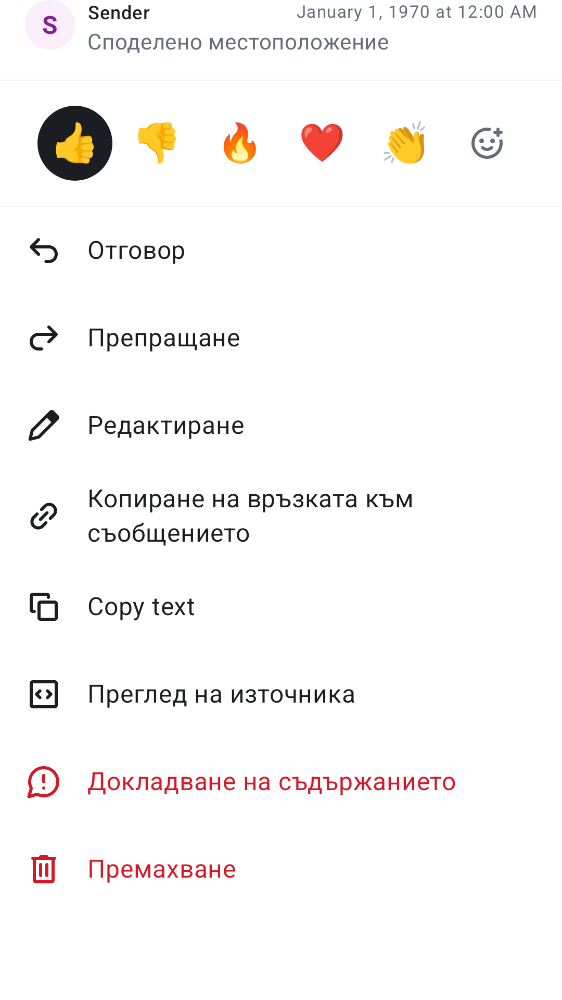 S
Sender
January 1, 1970 at 12:00 AM
Споделено местоположение
Отговор
Препращане
Редактиране
Копиране на връзката към
съобщението
Copy text
Преглед на източника
Докладване на съдържанието
Премахване